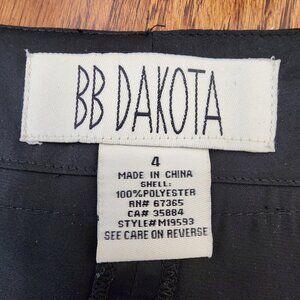 BB DAKOTA
4
MADE IN CHINA
SHELL:
100%POLYESTER
RN# 67365
CA# 35884
STYLE#M19593
SEE CARE ON REVERSE